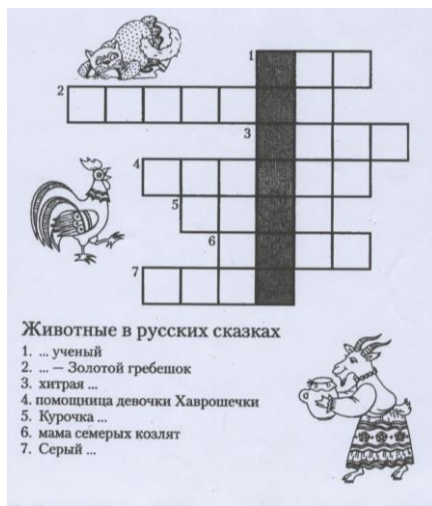 1
2
3
4
5
6
7
Животные в русских сказках
1. ... ученый
2. ... — Золотой гребешок
3. хитрая ...
4. помощница девочки Хаврошечки
5. Курочка ...
6. мама семерых козлят
7. Серый ...